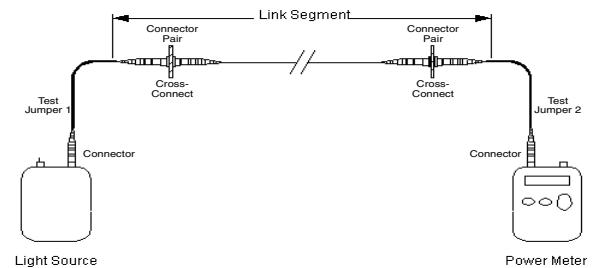 Link Segment
Connector
Pair
Connector
Pair
Cross-
Connect
Cross-
Connect
Test
Jumper 1
Test
Jumper 2
Connector
Connector
Light Source
Power Meter